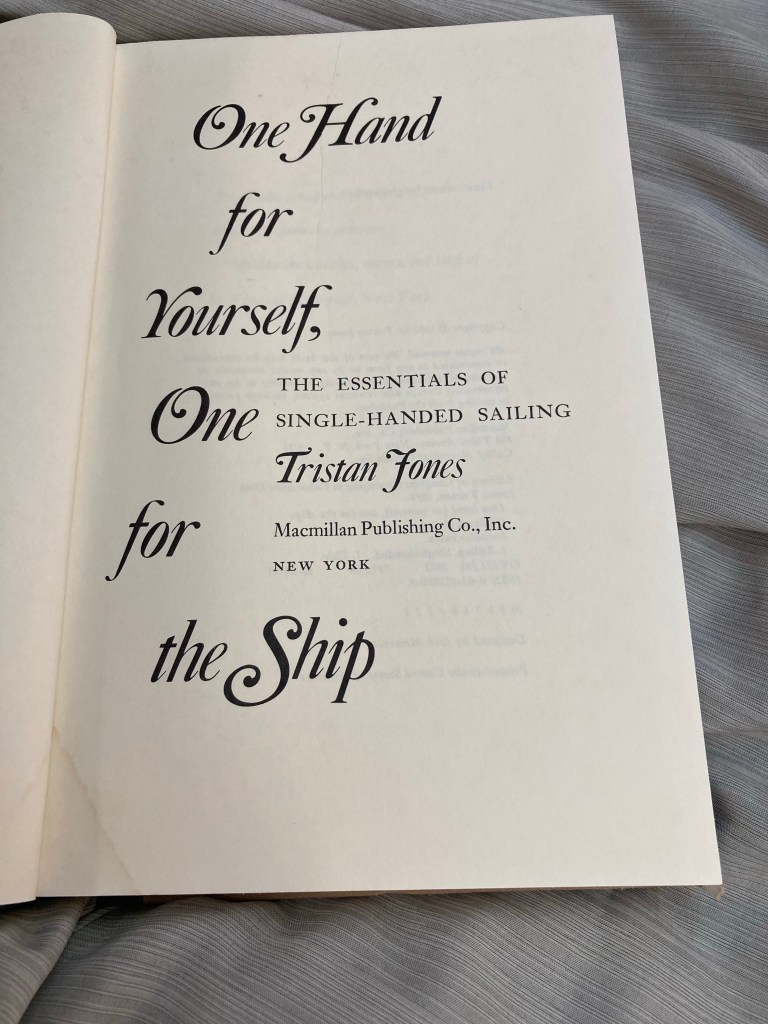 One Hand
for
Yourself,
One
for
the Ship
THE ESSENTIALS OF
SINGLE-HANDED SAILING
Tristan Jones
Macmillan Publishing Co., Inc.
NEW YORK